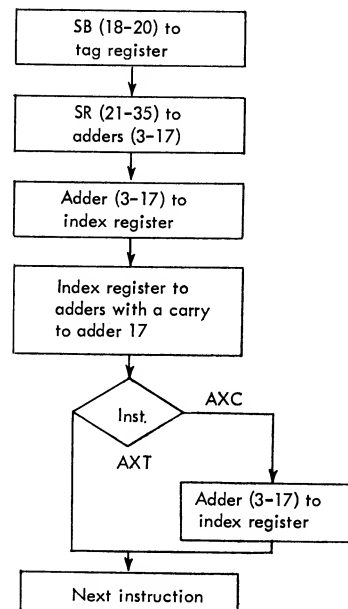 SB (18-20) to
tag register
SR (21-35) to
adders (3-17)
Adder (3-17) to
index register
Index register to
adders with a carry
to adder 17
Inst.
AXC
AXT
Adder (3-17) to
index register
Next instruction